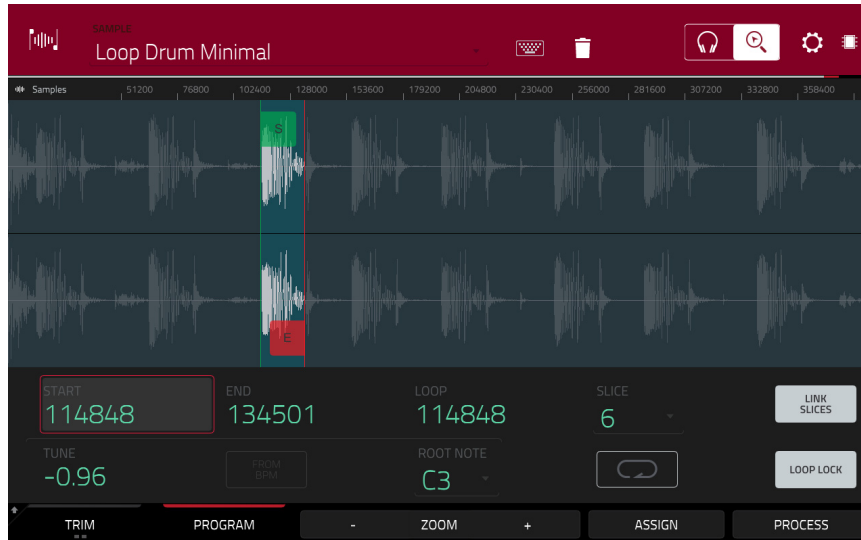 SAMPLE
Loop Drum Minimal
Samples 51200 76800 102400 128000 153600 179200 204800 230400 256000 281600 307200 332800 358400
S
E
START END LOOP SLICE
114848 134501 114848 6
LINK SLICES
TUNE FROM BPM ROOT NOTE
-0.96 C3
LOOP LOCK
TRIM PROGRAM - ZOOM + ASSIGN PROCESS